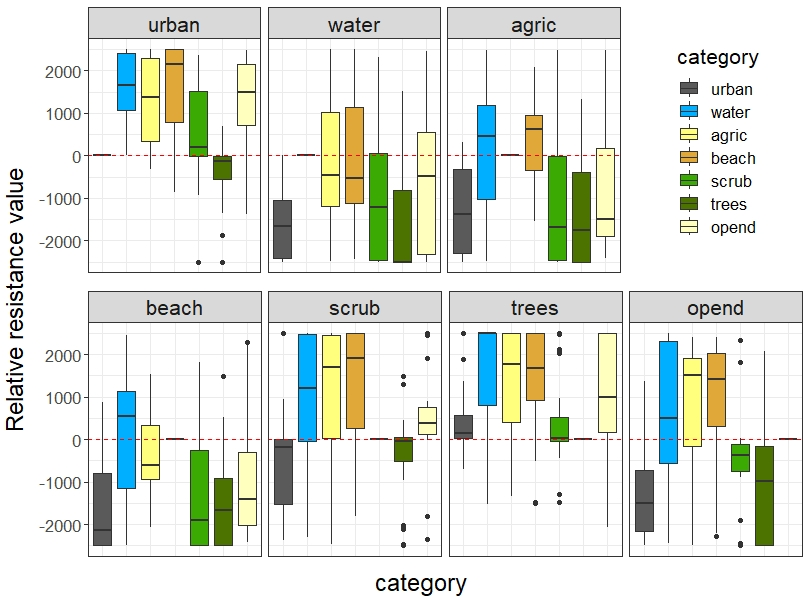 urban water agric
category
urban
water
agric
beach
scrub
trees
opend
2000
1000
0
-1000
-2000
Relative resistance value
beach scrub trees opend
2000
1000
0
-1000
-2000
category